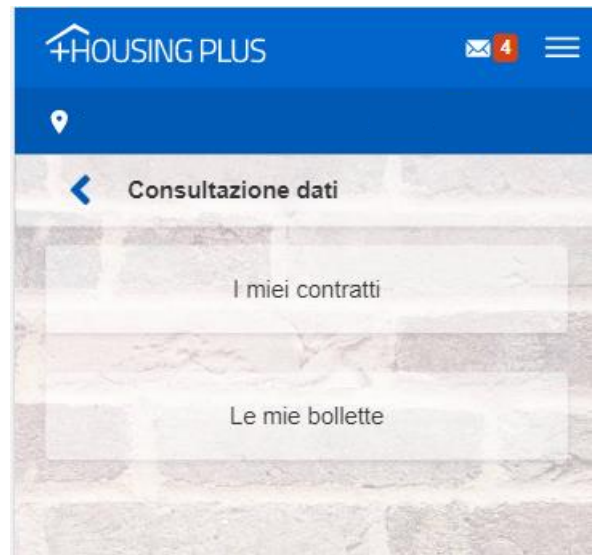 HOUSING PLUS
4
Consultazione dati
I miei contratti
Le mie bollette